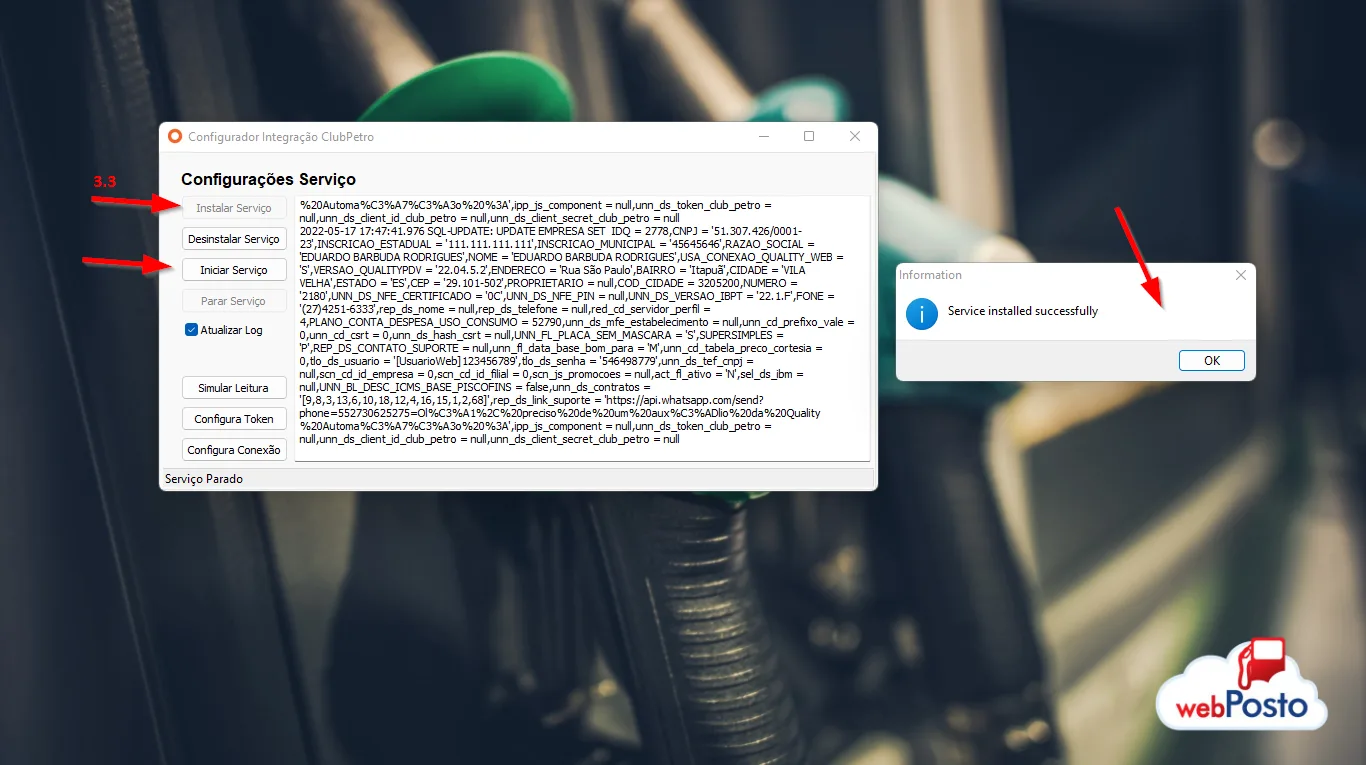 Configurador Integração ClubPetro
3.3
Configurações Serviço
Instalar Serviço
Desinstalar Serviço
Iniciar Serviço
Parar Serviço
Atualizar Log
Simular Leitura
Configura Token
Configura Conexão
%20Automa%C3%A7%C3%A3o%20%3A',ipp_js_component = null,unn_ds_token_club_petro =
null,unn_ds_client_id_club_petro = null,unn_ds_client_secret_club_petro = null
2022-05-17 17:47:41.976 SQL-UPDATE: UPDATE EMPRESA SET IDQ = 2778,CNPJ = '51.307.426/0001-
23',INSCRICAO_ESTADUAL = '111.111.111.111',INSCRICAO_MUNICIPAL = '45645646',RAZAO_SOCIAL =
'EDUARDO BARBUDA RODRIGUES',NOME = 'EDUARDO BARBUDA RODRIGUES',USA_CONEXAO_QUALITY_WEB =
'S',VERSAO_QUALITYPDV = '22.04.5.2',ENDERECO = 'Rua São Paulo',BAIRRO = 'Itapuã',CIDADE = 'VILA
VELHA',ESTADO = 'ES',CEP = '29.101-502',PROPRIETARIO = null,COD_CIDADE = 3205200,NUMERO =
'2180',UNN_DS_NFE_CERTIFICADO = '0C',UNN_DS_NFE_PIN = null,UNN_DS_VERSAO_IBPT = '22.1.F',FONE =
'(27)4251-6333',rep_ds_nome = null,rep_ds_telefone = null,red_cd_servidor_perfil =
4,PLANO_CONTA_DESPESA_USO_CONSUMO = 52790,unn_ds_mfe_estabelecimento = null,unn_cd_prefixo_vale =
0,unn_cd_csrt = 0,unn_ds_hash_csrt = null,UNN_FL_PLACA_SEM_MASCARA = 'S',SUPERSIMPLES =
'P',REP_DS_CONTATO_SUPORTE = null,unn_fl_data_base_bom_para = 'M',unn_cd_tabela_preco_cortesia =
0,tlo_ds_usuario = '[UsuarioWeb]123456789',tlo_ds_senha = '546498779',unn_ds_tef_cnpj =
null,scn_cd_id_empresa = 0,scn_cd_id_filial = 0,scn_js_promocoes = null,act_fl_ativo = 'N',sel_ds_ibm =
null,UNN_BL_DESC_ICMS_BASE_PISCOFINS = false,unn_ds_contratos =
'[9,8,3,13,6,10,18,12,4,16,15,1,2,68]',rep_ds_link_suporte = 'https://api.whatsapp.com/send?
phone=552730625275=Ol%C3%A1%2C%20preciso%20de%20um%20aux%C3%ADlio%20da%20Quality
%20Automa%C3%A7%C3%A3o%20%3A',ipp_js_component = null,unn_ds_token_club_petro =
null,unn_ds_client_id_club_petro = null,unn_ds_client_secret_club_petro = null
Serviço Parado
Information
Service installed successfully
OK
webPosto